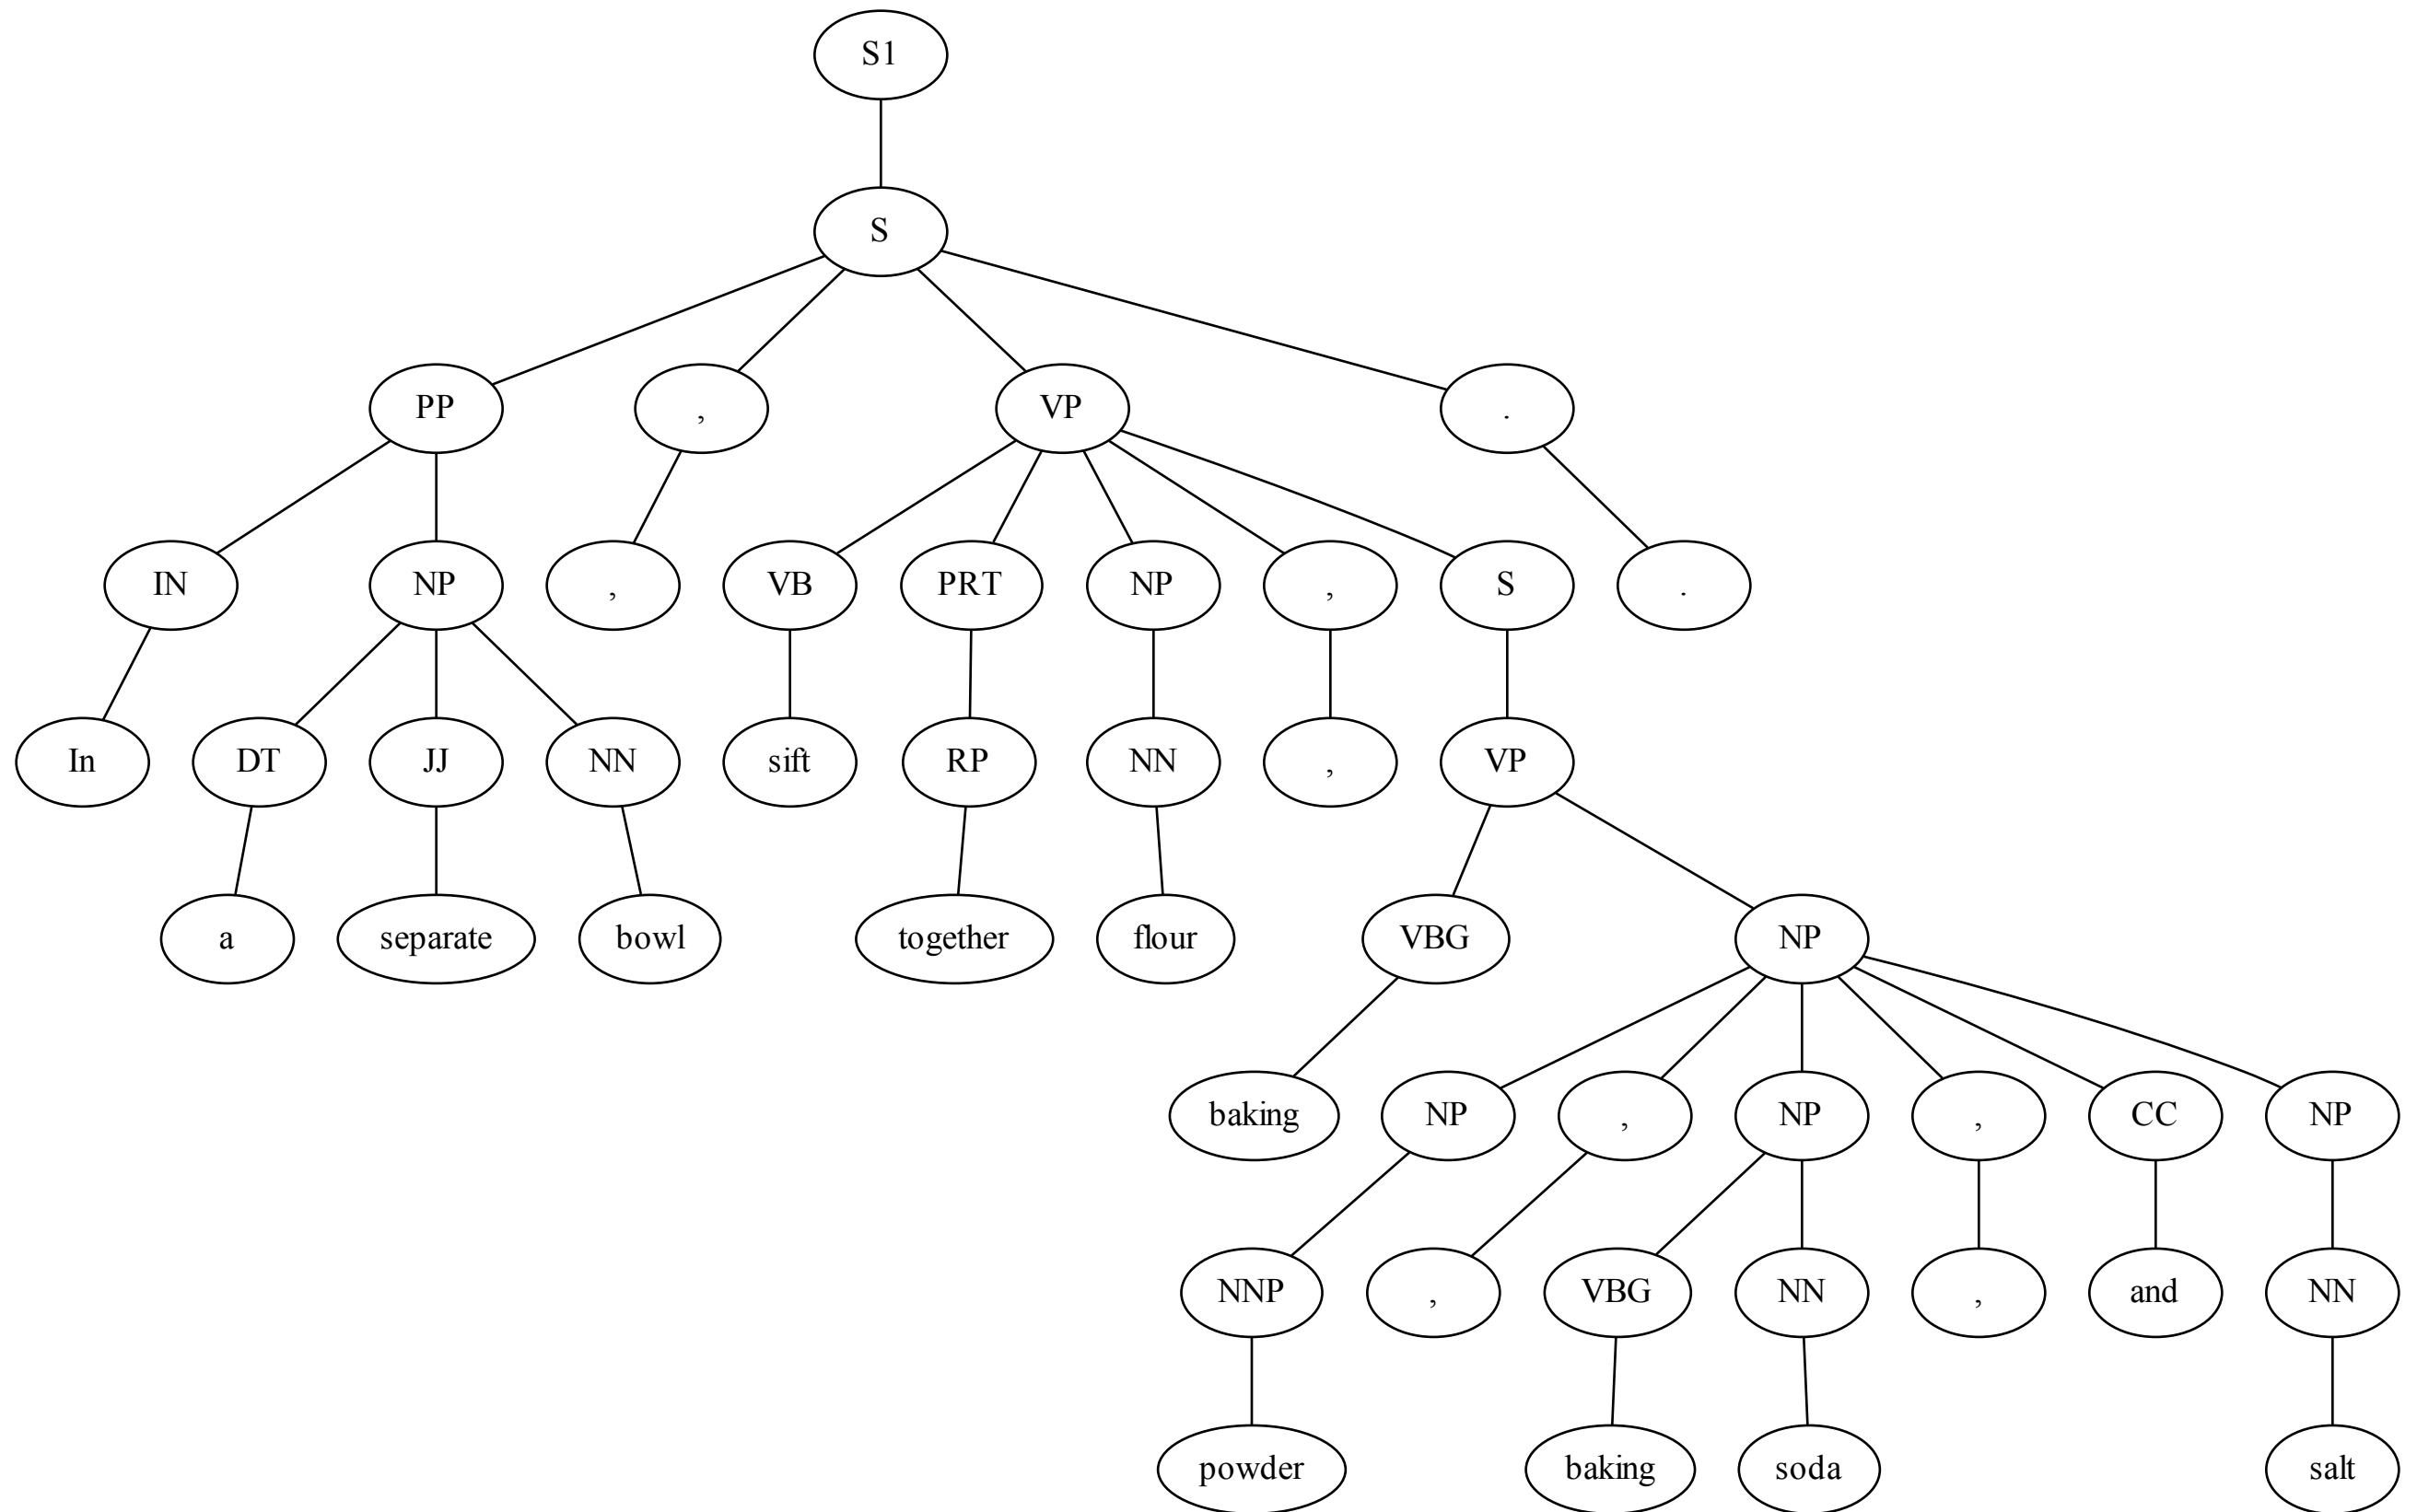 S1
S
PP , VP .
IN NP , VB PRT NP , S .
In DT JJ NN sift RP NN , VP
a separate bowl together flour VBG NP
baking NP , NP , CC NP
NNP , VBG NN , and NN
powder baking soda salt